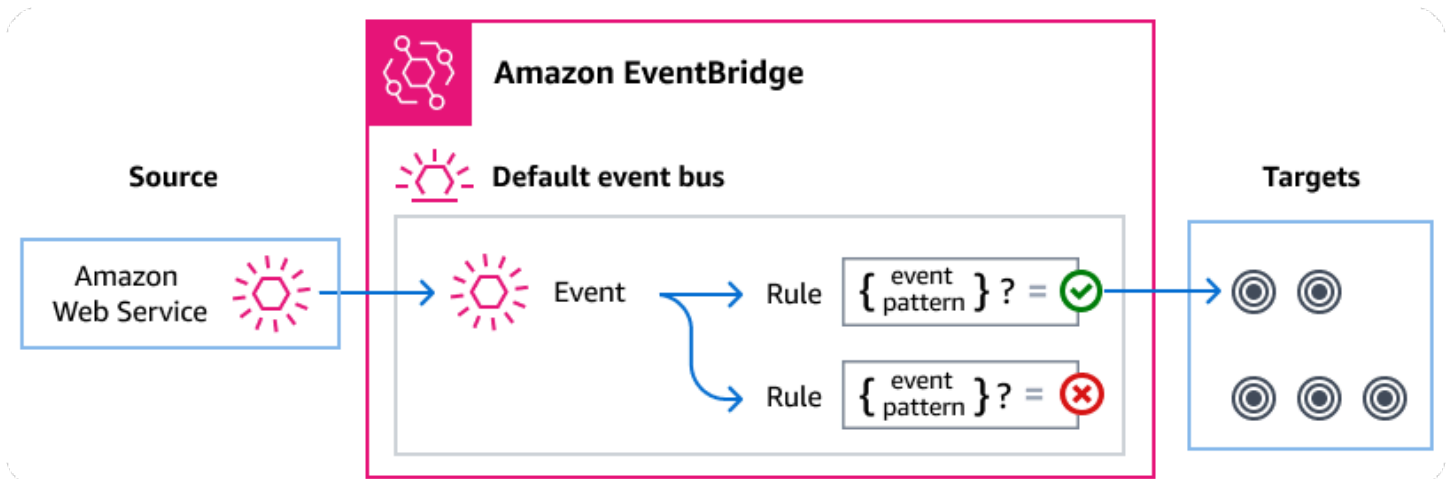 Amazon EventBridge
Source
Default event bus
Targets
Amazon
Web Service
Event
Rule
{ event
pattern } ? =
Rule
{ event
pattern } ? =